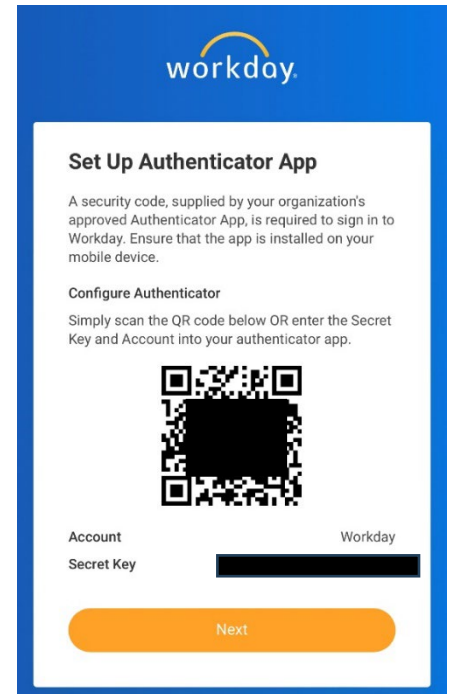 workday.
Set Up Authenticator App
A security code, supplied by your organization's
approved Authenticator App, is required to sign in to
Workday. Ensure that the app is installed on your
mobile device.
Configure Authenticator
Simply scan the QR code below OR enter the Secret
Key and Account into your authenticator app.
Account Workday
Secret Key
Next